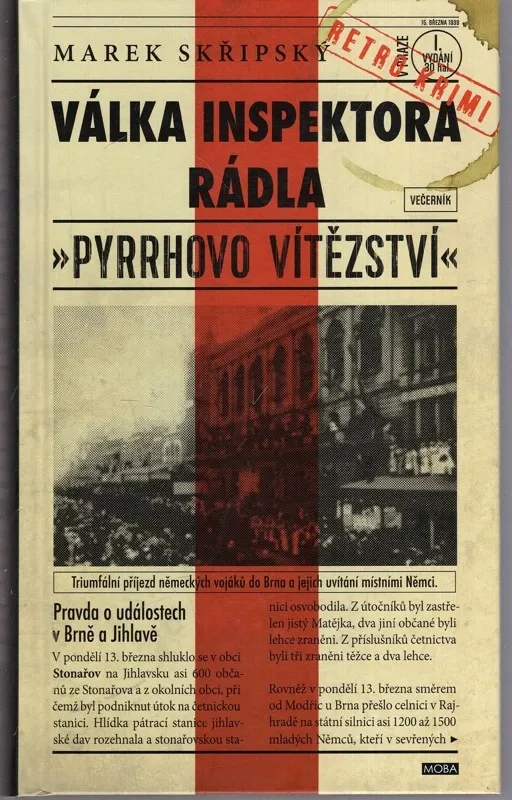 15. BŘEZNA 1939
MAREK SKŘIPSKÝ
V PRAZE
I.
VYDÁNÍ
30 hal.
RETRO KRIMI
VÁLKA INSPEKTORA
RÁDLA
VEČERNÍK
»PYRRHOVO VÍTĚZSTVÍ«
Triumfální příjezd německých vojáků do Brna a jejich uvítání místními Němci.
Pravda o událostech
v Brně a Jihlavě
V pondělí 13. března shluklo se v obci
Stonařov na Jihlavsku asi 600 obča-
nů ze Stonařova a z okolních obcí, při
čemž byl podniknut útok na četnickou
stanici. Hlídka pátrací stanice jihlav-
ské dav rozehnala a stonařovskou sta-
nici osvobodila. Z útočníků byl zastře-
len jistý Matějka, dva jiní občané byli
lehce zraněni. Z příslušníků četnictva
byli tři zraněni těžce a dva lehce.
Rovněž v pondělí 13. března směrem
od Modřic u Brna přešlo celnici v Raj-
hradě na státní silnici asi 1200 až 1500
mladých Němců, kteří v sevřených ►
MOBA